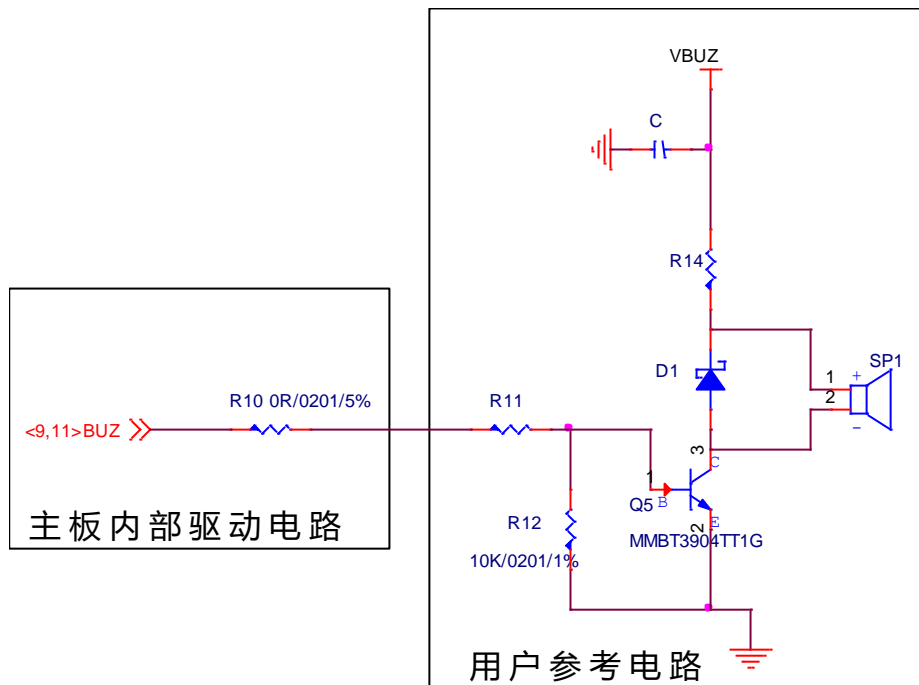 VBUZ
C
R14
D1
SP1
1
+
2
-
R10 0R/0201/5%
R11
<9,11>BUZ
3
C
1
B
Q5
2
E
R12
MMBT3904TT1G
10K/0201/1%
主板内部驱动电路
用户参考电路